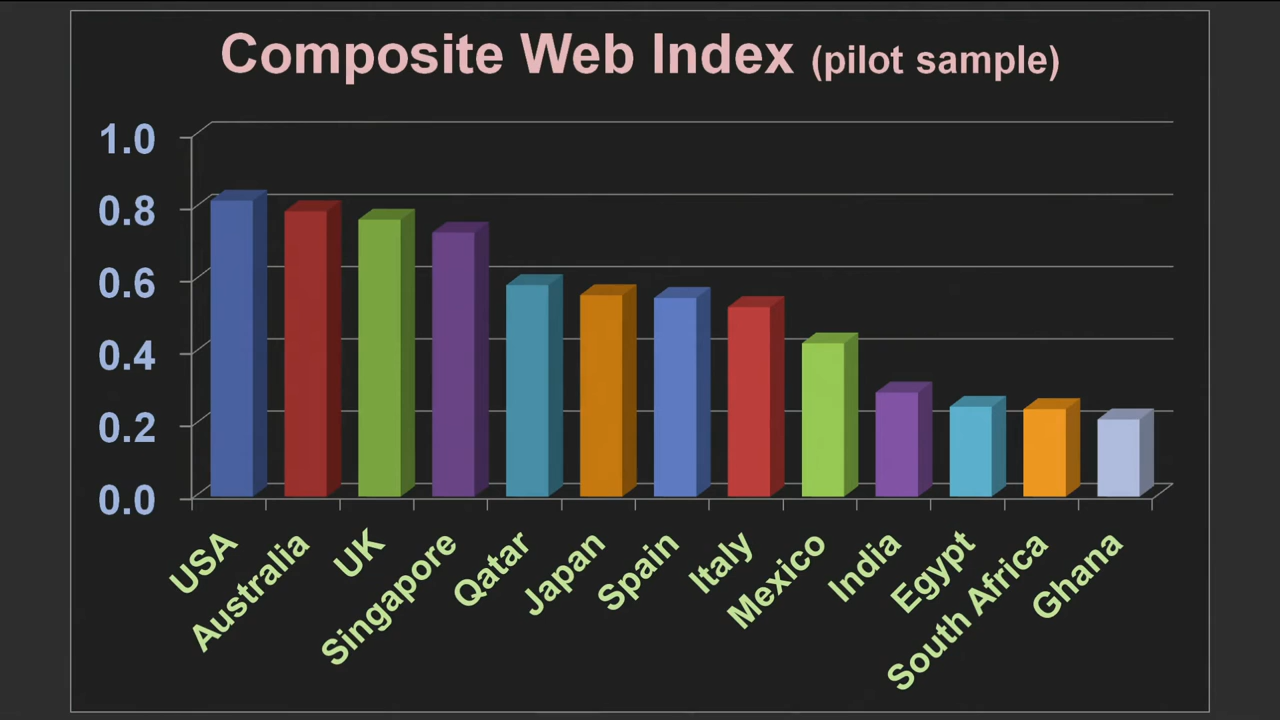 Composite Web Index (pilot sample)
1.0
0.8
0.6
0.4
0.2
0.0
USA
Australia
UK
Singapore
Qatar
Japan
Spain
Italy
Mexico
India
Egypt
South Africa
Ghana